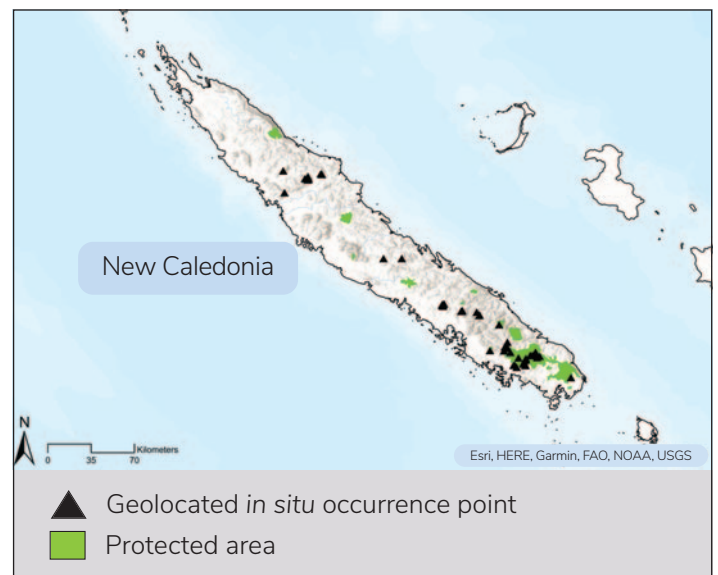 New Caledonia
N
Kilometers
0 35 70
Esri, HERE, Garmin, FAO, NOAA, USGS
Geolocated in situ occurrence point
Protected area